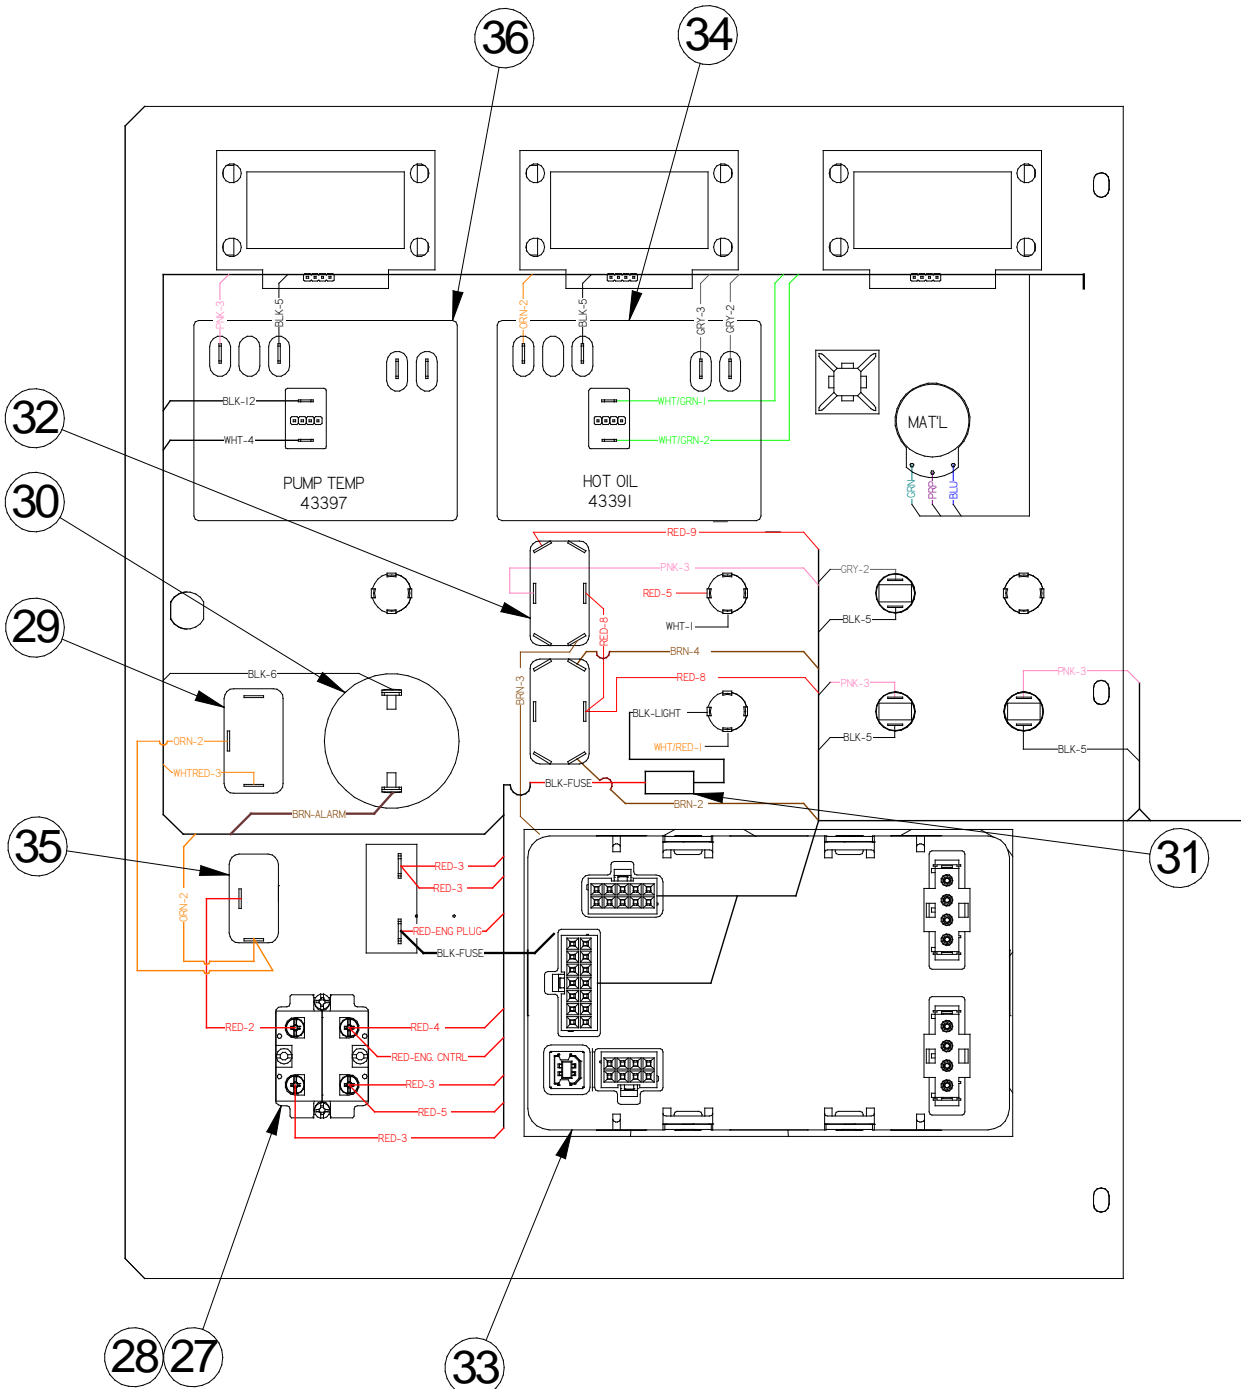 36
34
PNK-3
BLK-5
ORN-2
BLK-5
GRY-3
GRY-2
32
BLK-12
WHT-4
WHT/GRN-1
WHT/GRN-2
MAT'L
GRN
PRP
BLU
30
PUMP TEMP
43397
HOT OIL
43391
RED-9
PNK-3
GRY-2
RED-5
RED-8
WHT-1
BLK-5
29
BLK-6
BRN-4
BRN-3
RED-8
PNK-3
PNK-3
BLK-LIGHT
ORN-2
WHT/RED-1
BLK-5
BLK-5
WHTRED-3
BLK-FUSE
BRN-ALARM
BRN-2
35
31
RED-3
RED-3
ORN-2
RED-ENG PLUG
BLK-FUSE
RED-2
RED-4
RED-ENG. CNTRL
RED-3
RED-5
RED-3
28
27
33